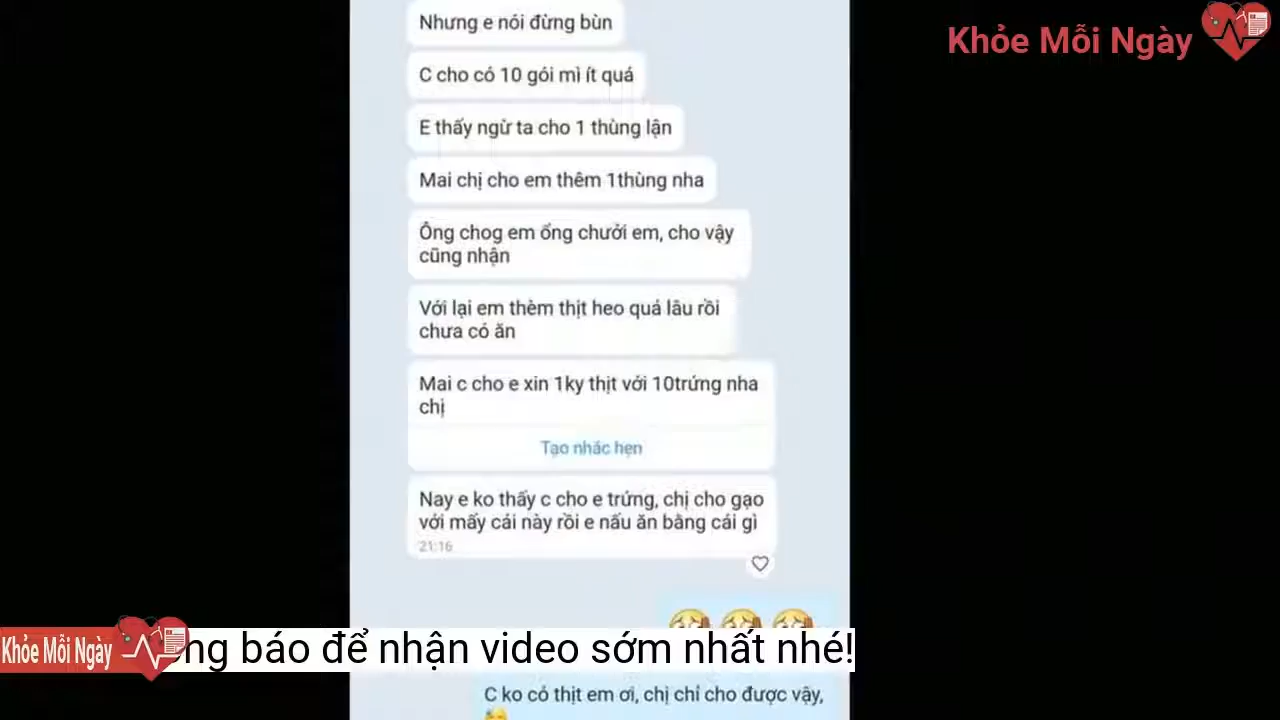 Nhưng e nói đừng bùn
Khỏe Mỗi Ngày
C cho có 10 gói mì ít quá
E thấy ngừ ta cho 1 thùng lận
Mai chị cho em thêm 1thùng nha
Ông chog em ổng chưởi em, cho vậy
cũng nhận
Với lại em thèm thịt heo quá lâu rồi
chưa có ăn
Mai c cho e xin 1ky thịt với 10trứng nha
chị
Tạo nhắc hẹn
Nay e ko thấy c cho e trứng, chị cho gạo
với mấy cái này rồi e nấu ăn bằng cái gì
21:16
Khỏe Mỗi Ngày
báo để nhận video sớm nhất nhé!
C ko có thịt em ơi, chị chỉ cho được vậy,